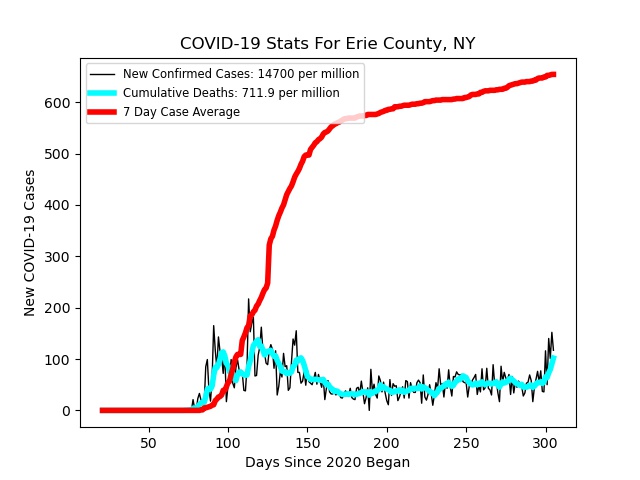 COVID-19 Stats For Erie County, NY
New Confirmed Cases: 14700 per million
Cumulative Deaths: 711.9 per million
7 Day Case Average
New COVID-19 Cases
600
500
400
300
200
100
0
50 100 150 200 250 300
Days Since 2020 Began